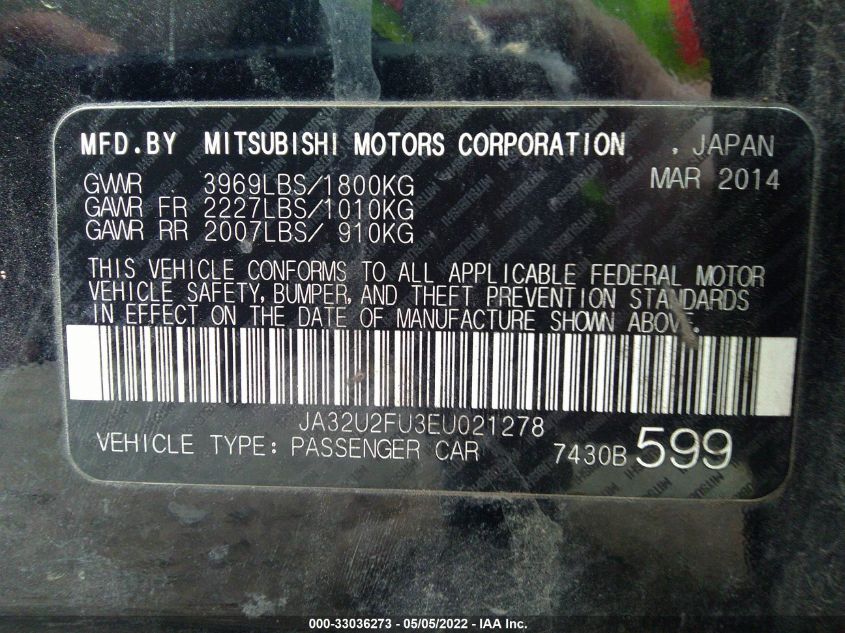 MFD.BY MITSUBISHI MOTORS CORPORATION , JAPAN
MAR 2014
GVWR 3969LBS/1800KG
GAWR FR 2227LBS/1010KG
GAWR RR 2007LBS/ 910KG
THIS VEHICLE CONFORMS TO ALL APPLICABLE FEDERAL MOTOR
VEHICLE SAFETY, BUMPER, AND THEFT PREVENTION STANDARDS
IN EFFECT ON THE DATE OF MANUFACTURE SHOWN ABOVE.
JA32U2FU3EU021278
VEHICLE TYPE: PASSENGER CAR 7430B 599
000-33036273 - 05/05/2022 - IAA Inc.